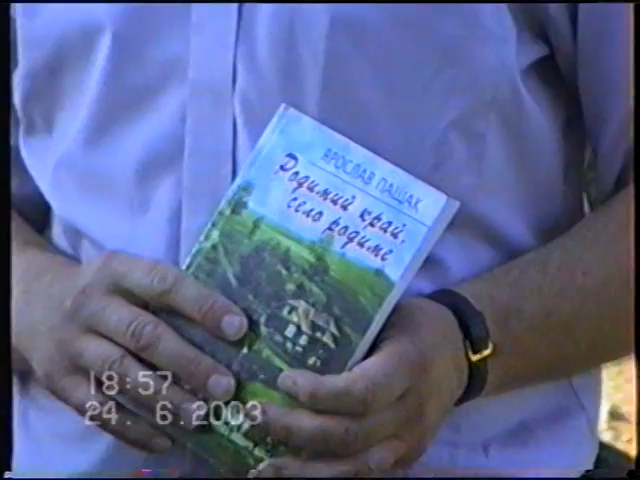 ЯРОСЛАВ ПАЩАК
Родимий край,
село родиме
18:57
24. 6.2003